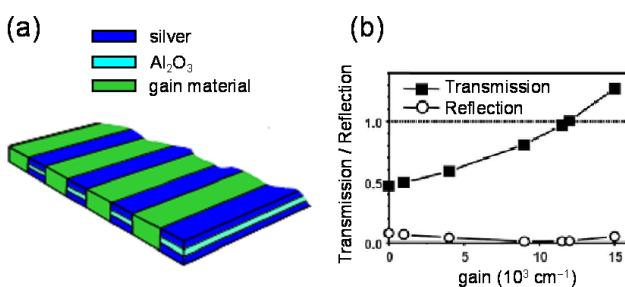 (a)
silver
Al₂O₃
gain material
(b)
Transmission / Reflection
Transmission
Reflection
1.0
0.5
0.0
0
5
10
15
gain (10³ cm⁻¹)